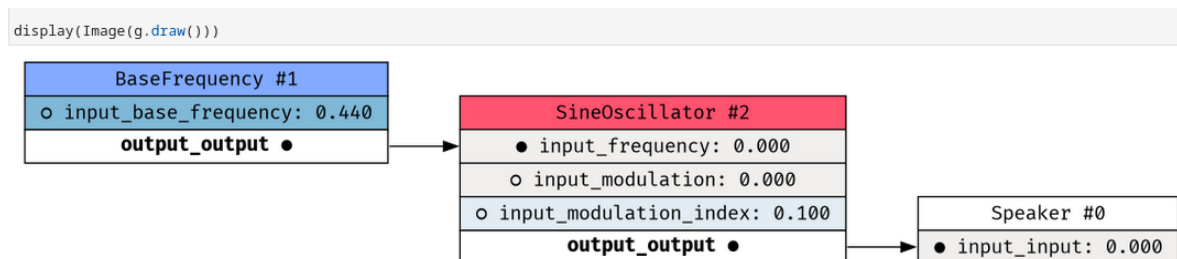 display(Image(g.draw()))
BaseFrequency #1
input_base_frequency: 0.440
output_output
SineOscillator #2
input_frequency: 0.000
input_modulation: 0.000
input_modulation_index: 0.100
output_output
Speaker #0
input_input: 0.000